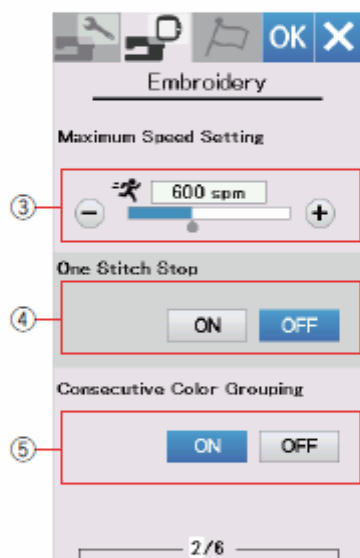 OK X
Embroidery
Maximum Speed Setting
③ 600 spm
− +
One Stitch Stop
④ ON OFF
Consecutive Color Grouping
⑤ ON OFF
2/6